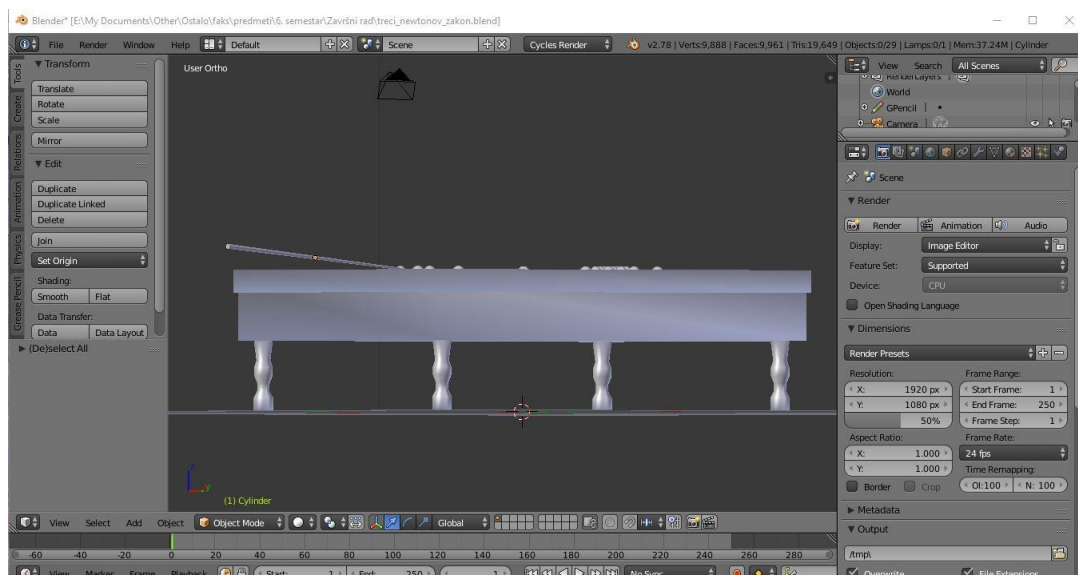 Blender* [E:\My Documents\Other\Ostalo\faks\predmeti\6. semestar\Završni rad\treci_newtonov_zakon.blend]
File Render Window Help Default Scene Cycles Render v2.78 | Verts:9,888 | Faces:9,961 | Tris:19,649 | Objects:0/29 | Lamps:0/1 | Mem:37.24M | Cylinder
Tools
Create
Relations
Animation
Physics
Grease Pencil
Transform
Translate
Rotate
Scale
Mirror
Edit
Duplicate
Duplicate Linked
Delete
Join
Set Origin
Shading:
Smooth Flat
Data Transfer:
Data Data Layout
(De)select All
User Ortho
z
y
(1) Cylinder
View Select Add Object Object Mode Global
-60 -40 -20 0 20 40 60 80 100 120 140 160 180 200 220 240 260 280
View Marker Frame Playback Start: 1 End: 250 1 No Sync
View Search All Scenes
RenderLayers
World
GPencil
Camera
Scene
Render
Render Animation Audio
Display: Image Editor
Feature Set: Supported
Device: CPU
Open Shading Language
Dimensions
Render Presets
Resolution: Frame Range:
X: 1920 px Start Frame: 1
Y: 1080 px End Frame: 250
50% Frame Step: 1
Aspect Ratio: Frame Rate:
X: 1.000 24 fps
Y: 1.000 Time Remapping:
Border Crop Ol:100 N: 100
Metadata
Output
/tmp\
Overwrite File Extensions